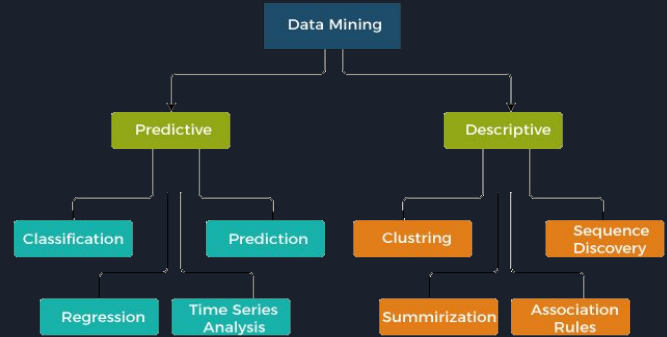 Data Mining
Predictive
Descriptive
Classification
Prediction
Clustring
Sequence
Discovery
Regression
Time Series
Analysis
Summirization
Association
Rules